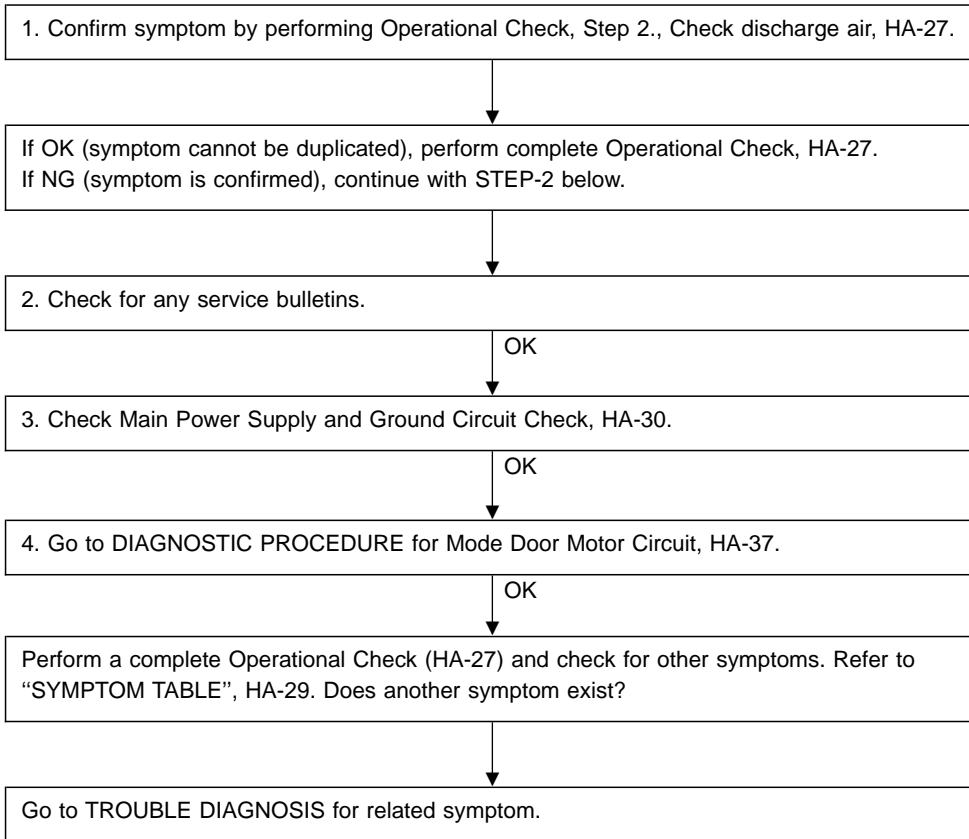 1. Confirm symptom by performing Operational Check, Step 2., Check discharge air, HA-27.
If OK (symptom cannot be duplicated), perform complete Operational Check, HA-27.
If NG (symptom is confirmed), continue with STEP-2 below.
2. Check for any service bulletins.
OK
3. Check Main Power Supply and Ground Circuit Check, HA-30.
OK
4. Go to DIAGNOSTIC PROCEDURE for Mode Door Motor Circuit, HA-37.
OK
Perform a complete Operational Check (HA-27) and check for other symptoms. Refer to
‘‘SYMPTOM TABLE’’, HA-29. Does another symptom exist?
Go to TROUBLE DIAGNOSIS for related symptom.